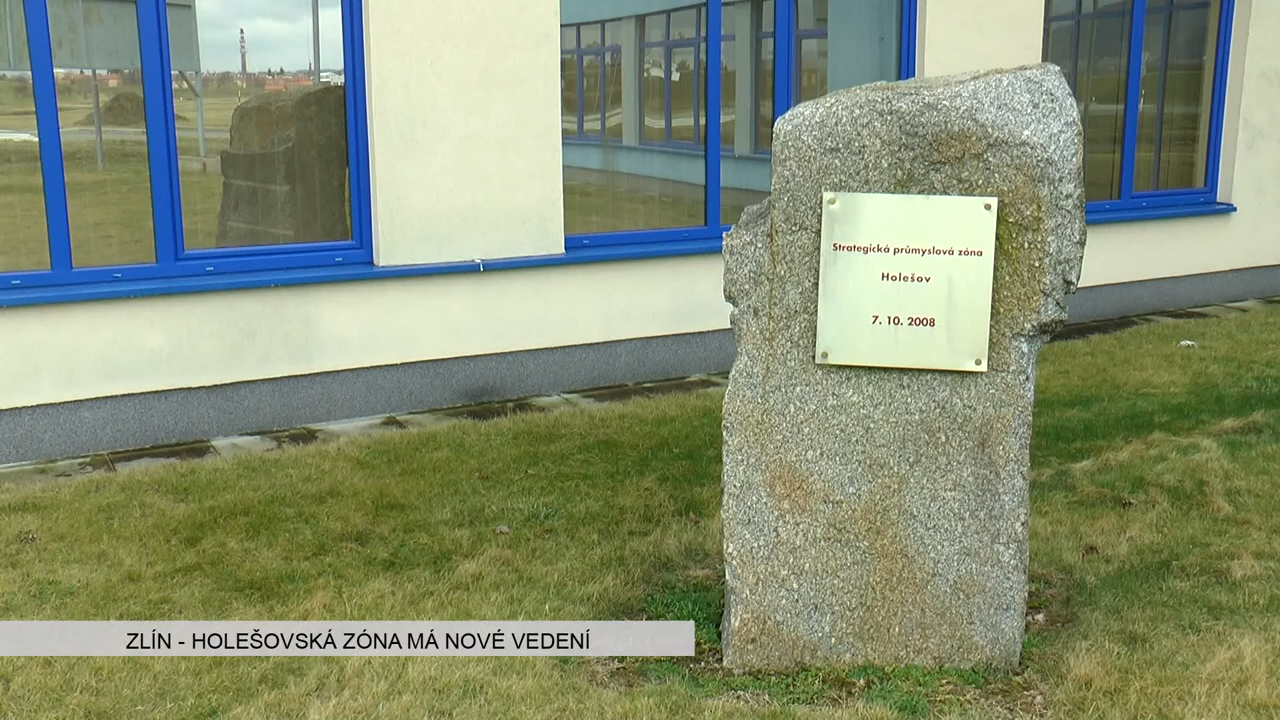 Strategická průmyslová zóna
Holešov
7. 10. 2008
ZLÍN - HOLEŠOVSKÁ ZÓNA MÁ NOVÉ VEDENÍ